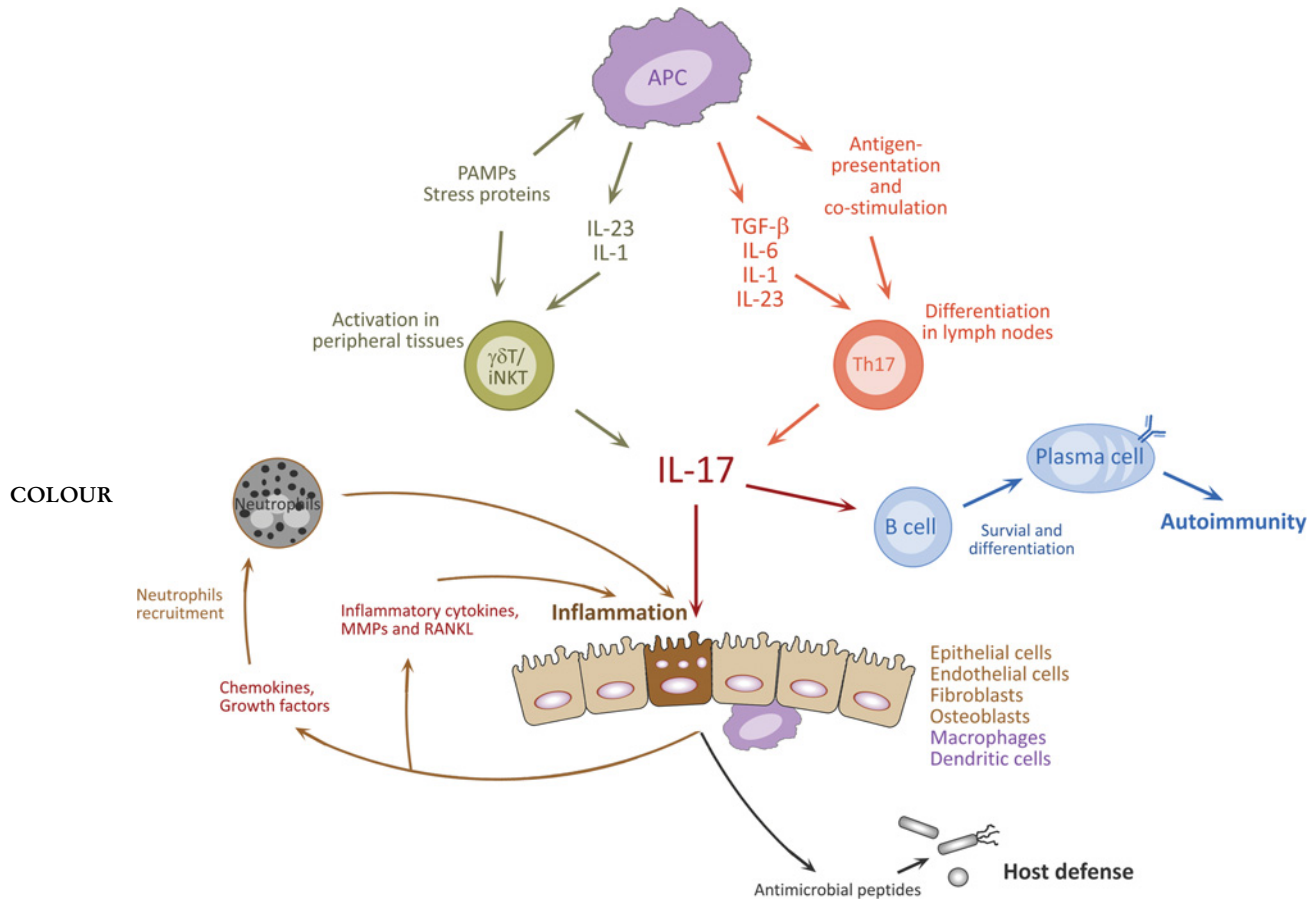 APC
PAMPs
Stress proteins
IL-23
IL-1
TGF-β
IL-6
IL-1
IL-23
Antigen-
presentation
and
co-stimulation
Activation in
peripheral tissues
γδT/
iNKT
Th17
Differentiation
in lymph nodes
IL-17
COLOUR
Neutrophils
B cell
Plasma cell
Survial and
differentiation
Autoimmunity
Neutrophils
recruitment
Inflammatory cytokines,
MMPs and RANKL
Inflammation
Chemokines,
Growth factors
Epithelial cells
Endothelial cells
Fibroblasts
Osteoblasts
Macrophages
Dendritic cells
Antimicrobial peptides
Host defense